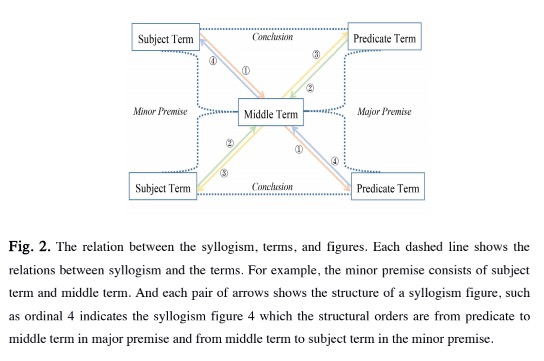 Subject Term
Conclusion
Predicate Term
③
④
①
②
Minor Premise
Middle Term
Major Premise
②
①
③
④
Subject Term
Conclusion
Predicate Term
Fig. 2. The relation between the syllogism, terms, and figures. Each dashed line shows the
relations between syllogism and the terms. For example, the minor premise consists of subject
term and middle term. And each pair of arrows shows the structure of a syllogism figure, such
as ordinal 4 indicates the syllogism figure 4 which the structural orders are from predicate to
middle term in major premise and from middle term to subject term in the minor premise.